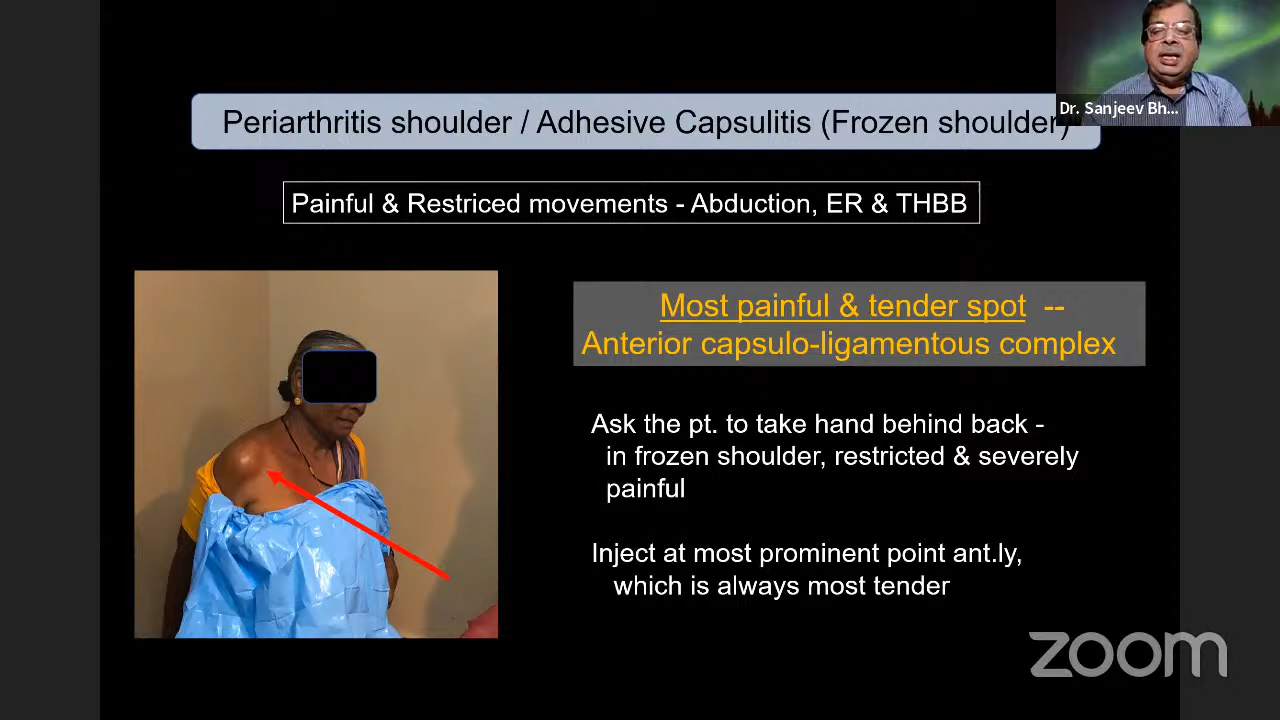 Dr. Sanjeev Bh...
Periarthritis shoulder / Adhesive Capsulitis (Frozen shoulder)
Painful & Restriced movements - Abduction, ER & THBB
Most painful & tender spot --
Anterior capsulo-ligamentous complex
Ask the pt. to take hand behind back -
in frozen shoulder, restricted & severely
painful
Inject at most prominent point ant.ly,
which is always most tender
zoom